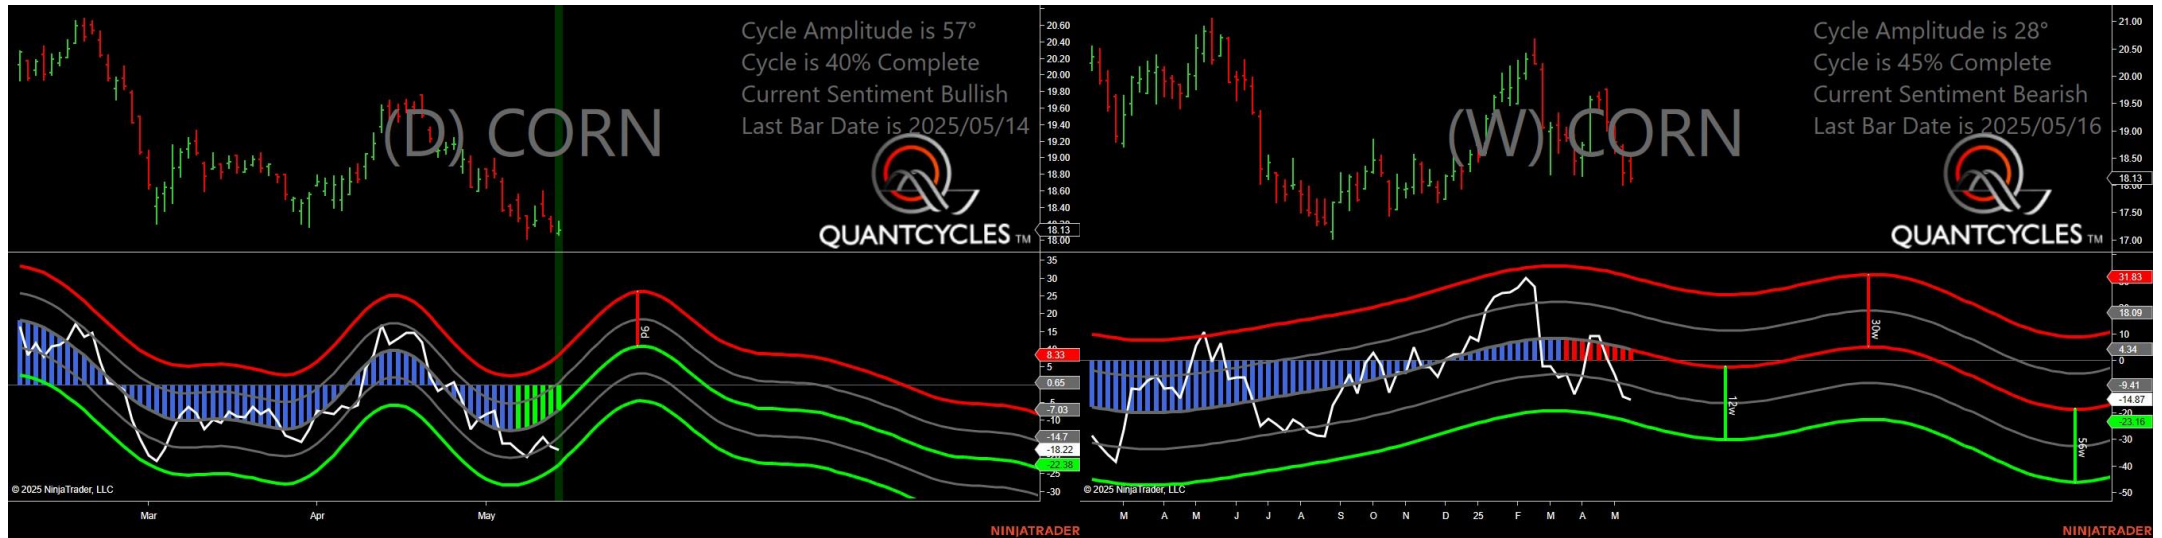 Cycle Amplitude is 57°
Cycle is 40% Complete
Current Sentiment Bullish
Last Bar Date is 2025/05/14
(D) CORN
QUANTCYCLES TM
20.60
20.40
20.20
20.00
19.80
19.60
19.40
19.20
19.00
18.80
18.60
18.40
18.13
18.00
35
30
25
20
15
8.33
5
0.65
-7.03
-10
-14.7
-18.22
-22.38
-25
-30
9d
© 2025 NinjaTrader, LLC
Mar
Apr
May
NINJATRADER
Cycle Amplitude is 28°
Cycle is 45% Complete
Current Sentiment Bearish
Last Bar Date is 2025/05/16
(W) CORN
QUANTCYCLES TM
21.00
20.50
20.00
19.50
19.00
18.50
18.13
18.00
17.50
17.00
31.83
18.09
10
4.34
0
-9.41
-14.87
-20
-23.16
-30
-40
-50
30w
12w
56w
© 2025 NinjaTrader, LLC
M A M J J A S O N D 25 F M A M
NINJATRADER